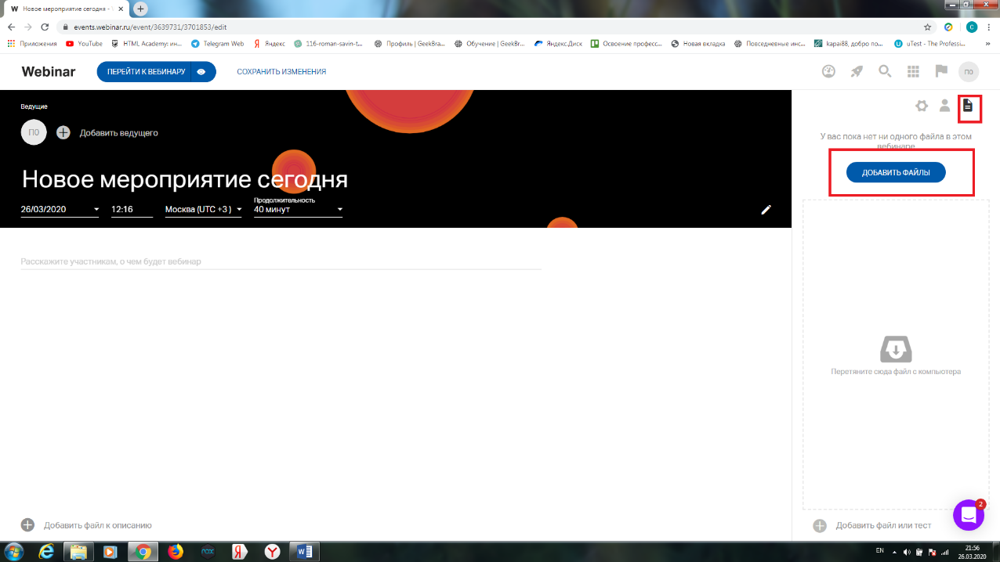 Новое мероприятие сегодня - V
events.webinar.ru/event/3639731/3701853/edit
Приложения YouTube HTML Academy: ин... Telegram Web Яндекс 116-roman-savin-t... Профиль | GeekBra... Обучение | GeekBr... Яндекс.Диск Освоение професс... Новая вкладка Повседневные инс... kapai88, добро по... uTest - The Professi... »
Webinar
ПЕРЕЙТИ К ВЕБИНАРУ
СОХРАНИТЬ ИЗМЕНЕНИЯ
П0
Ведущие
П0
Добавить ведущего
Новое мероприятие сегодня
Продолжительность
26/03/2020 12:16 Москва (UTC +3 ) 40 минут
Расскажите участникам, о чем будет вебинар
Добавить файл к описанию
У вас пока нет ни одного файла в этом
вебинаре
ДОБАВИТЬ ФАЙЛЫ
Перетяните сюда файл с компьютера
Добавить файл или тест
2
EN
21:56
26.03.2020